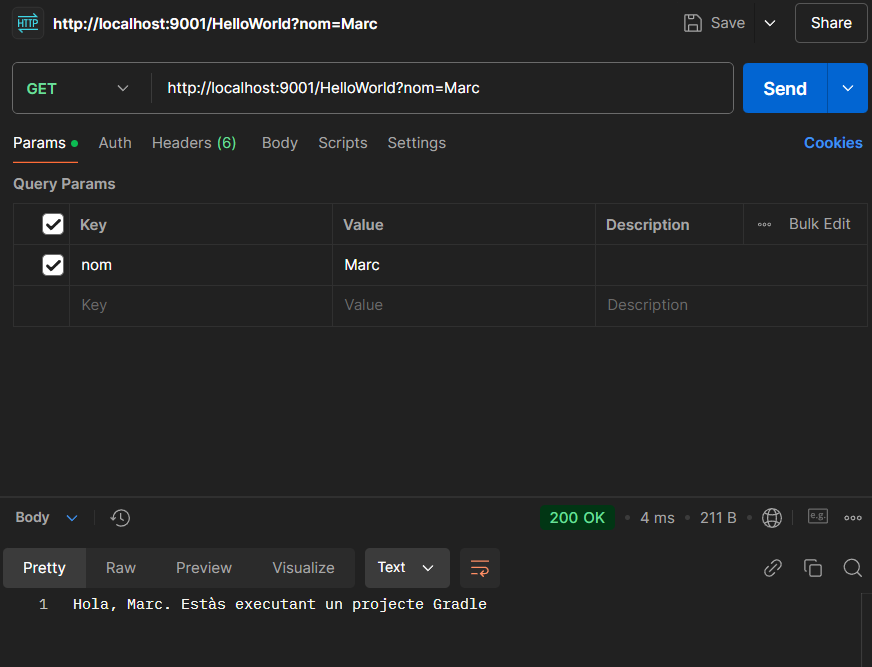 HTTP http://localhost:9001/HelloWorld?nom=Marc Save Share
GET http://localhost:9001/HelloWorld?nom=Marc Send
Params Auth Headers (6) Body Scripts Settings Cookies
Query Params
Key Value Description Bulk Edit
nom Marc
Key Value Description
Body 200 OK 4 ms 211 B e.g.
Pretty Raw Preview Visualize Text
1 Hola, Marc. Estàs executant un projecte Gradle